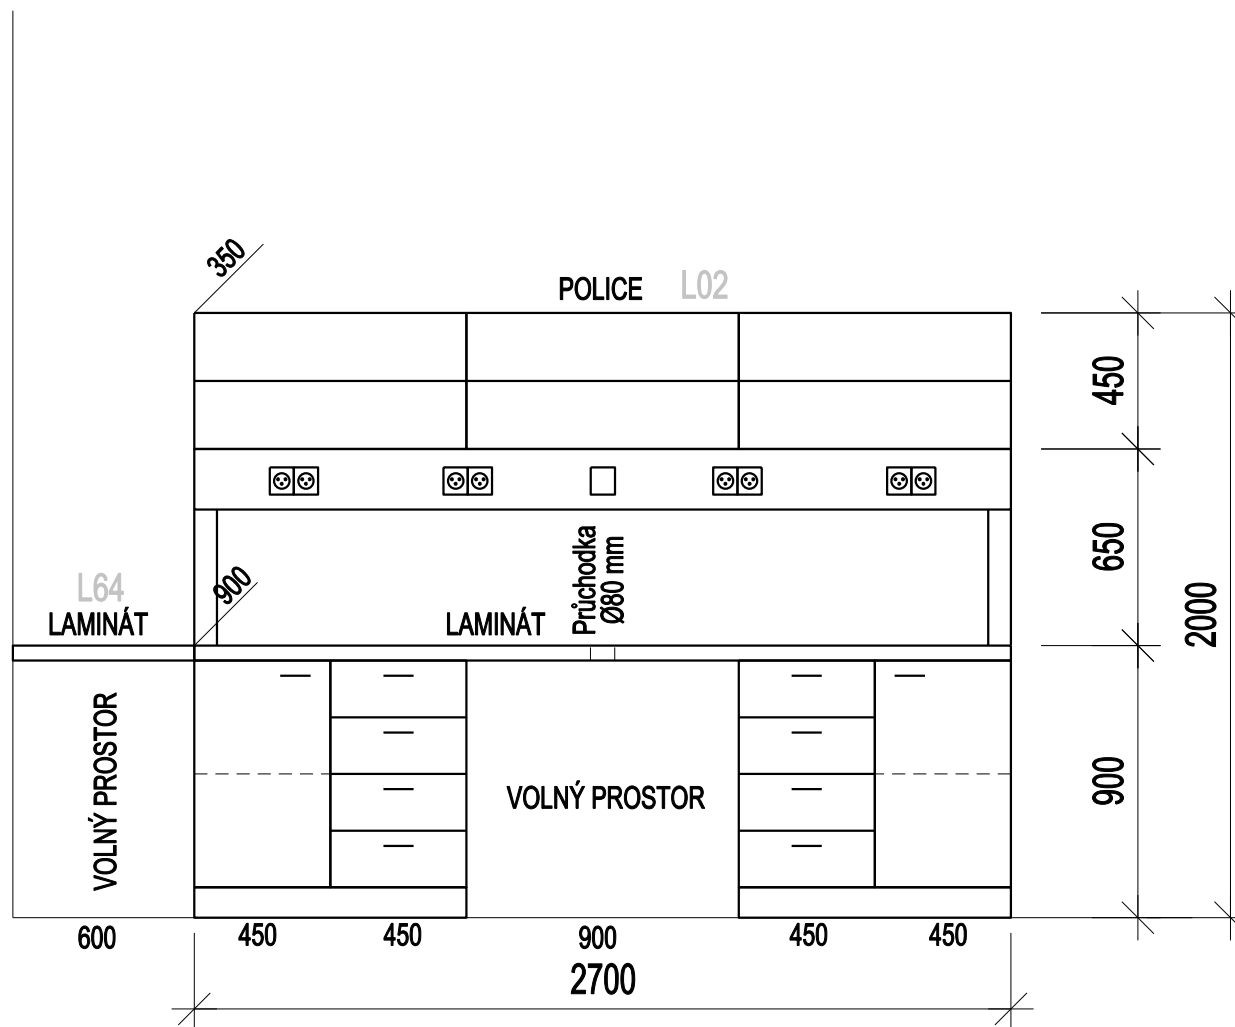 350
POLICE L02
450
650
2000
900
Průchodka
Ø80 mm
L64
900
LAMINÁT
LAMINÁT
VOLNÝ PROSTOR
VOLNÝ PROSTOR
600
450
450
900
450
450
2700